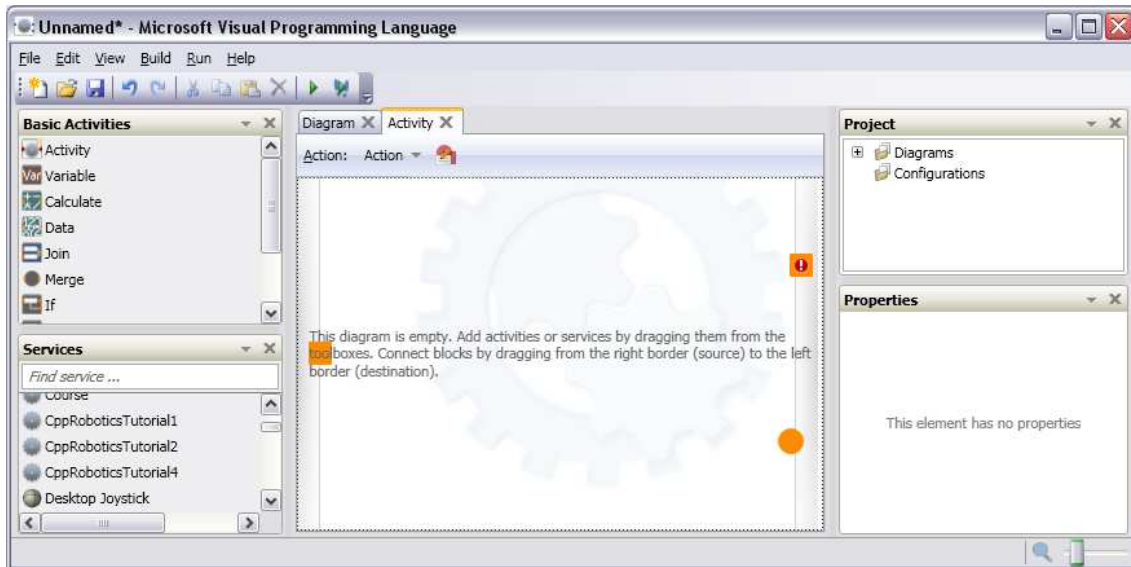 Unnamed* - Microsoft Visual Programming Language
File Edit View Build Run Help
Basic Activities
Activity
Var Variable
Calculate
Data
Join
Merge
If
Services
Find service ...
Course
CppRoboticsTutorial1
CppRoboticsTutorial2
CppRoboticsTutorial4
Desktop Joystick
Diagram Activity
Action: Action
This diagram is empty. Add activities or services by dragging them from the
toolboxes. Connect blocks by dragging from the right border (source) to the left
border (destination).
Project
Diagrams
Configurations
Properties
This element has no properties